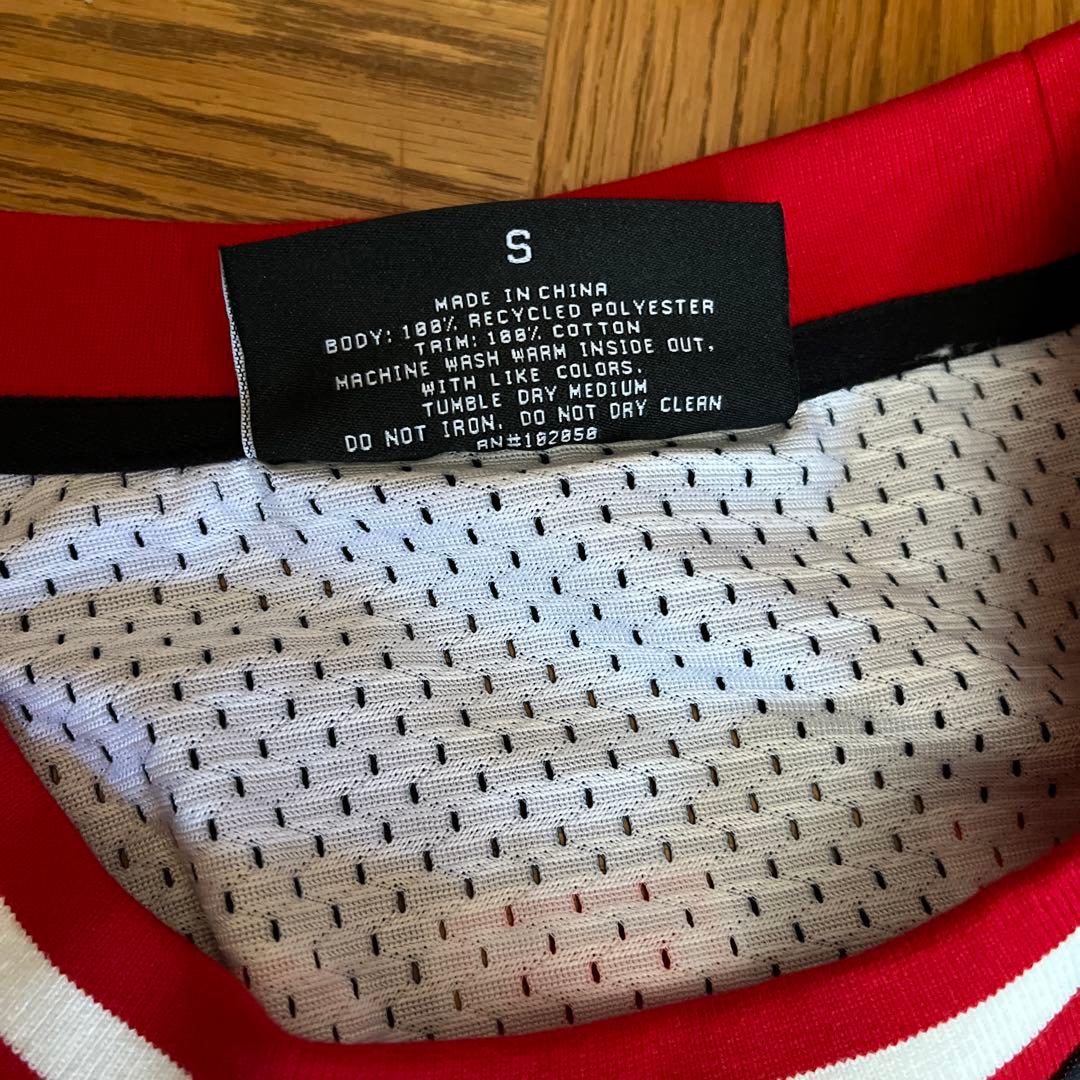 S
MADE IN CHINA
BODY: 100% RECYCLED POLYESTER
TRIM: 100% COTTON
MACHINE WASH WARM INSIDE OUT,
WITH LIKE COLORS.
TUMBLE DRY MEDIUM
DO NOT IRON. DO NOT DRY CLEAN
RN#102050